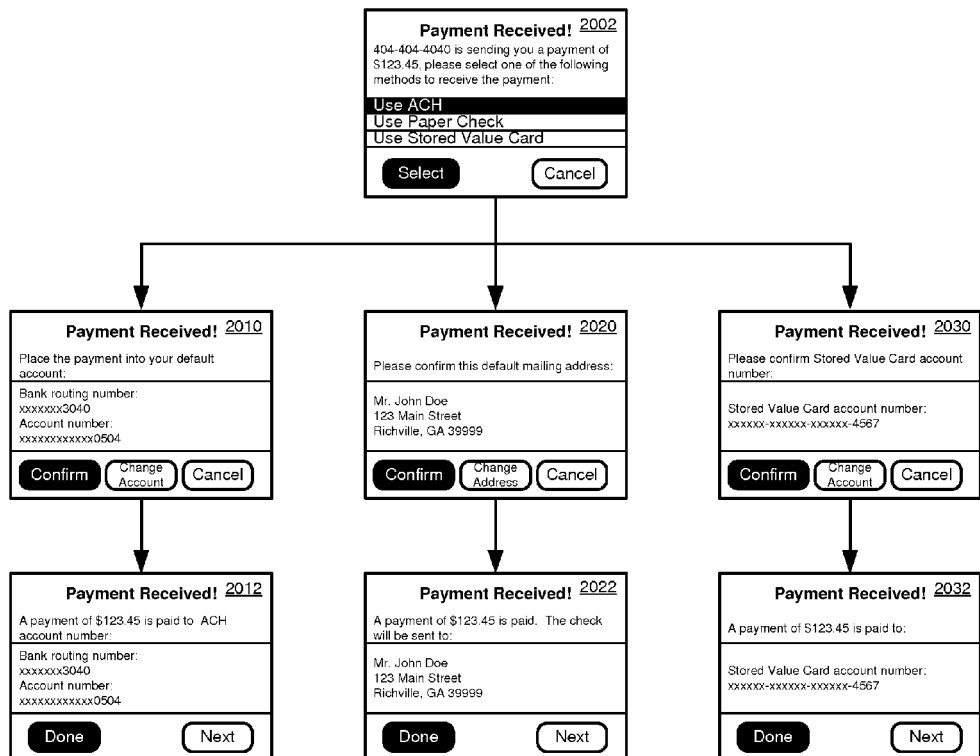 Payment Received! 2002
404-404-4040 is sending you a payment of
$123.45, please select one of the following
methods to receive the payment:
Use ACH
Use Paper Check
Use Stored Value Card
Select Cancel
Payment Received! 2010
Place the payment into your default
account:
Bank routing number:
xxxxxxx3040
Account number:
xxxxxxxxxxxx0504
Confirm Change Cancel
Account
Payment Received! 2020
Please confirm this default mailing address:
Mr. John Doe
123 Main Street
Richville, GA 39999
Confirm Change Cancel
Address
Payment Received! 2030
Please confirm Stored Value Card account
number:
Stored Value Card account number:
xxxxxx-xxxxxx-xxxxxx-4567
Confirm Change Cancel
Account
Payment Received! 2012
A payment of $123.45 is paid to ACH
account number:
Bank routing number:
xxxxxxx3040
Account number:
xxxxxxxxxxxx0504
Done Next
Payment Received! 2022
A payment of $123.45 is paid. The check
will be sent to:
Mr. John Doe
123 Main Street
Richville, GA 39999
Done Next
Payment Received! 2032
A payment of $123.45 is paid to:
Stored Value Card account number:
xxxxxx-xxxxxx-xxxxxx-4567
Done Next